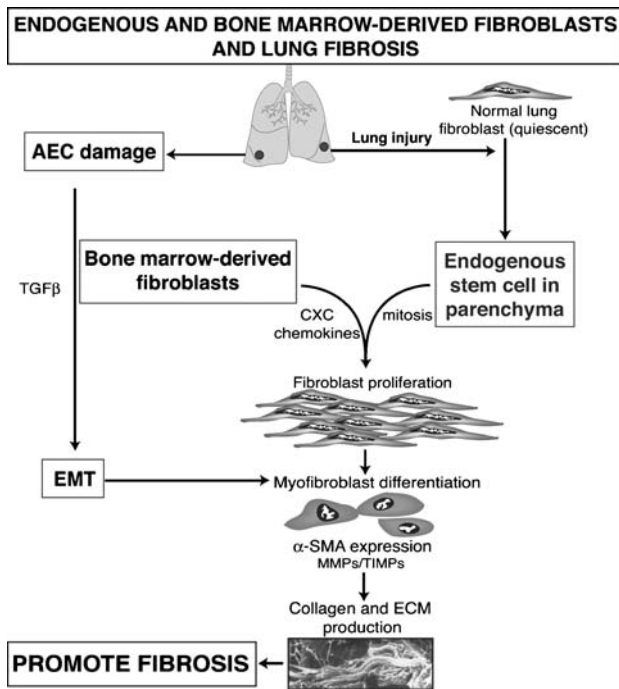 ENDOGENOUS AND BONE MARROW-DERIVED FIBROBLASTS
AND LUNG FIBROSIS
Normal lung
fibroblast (quiescent)
AEC damage
Lung injury
TGFβ
Bone marrow-derived
fibroblasts
Endogenous
stem cell in
parenchyma
CXC
chemokines
mitosis
Fibroblast proliferation
EMT
Myofibroblast differentiation
α-SMA expression
MMPs/TIMPs
Collagen and ECM
production
PROMOTE FIBROSIS